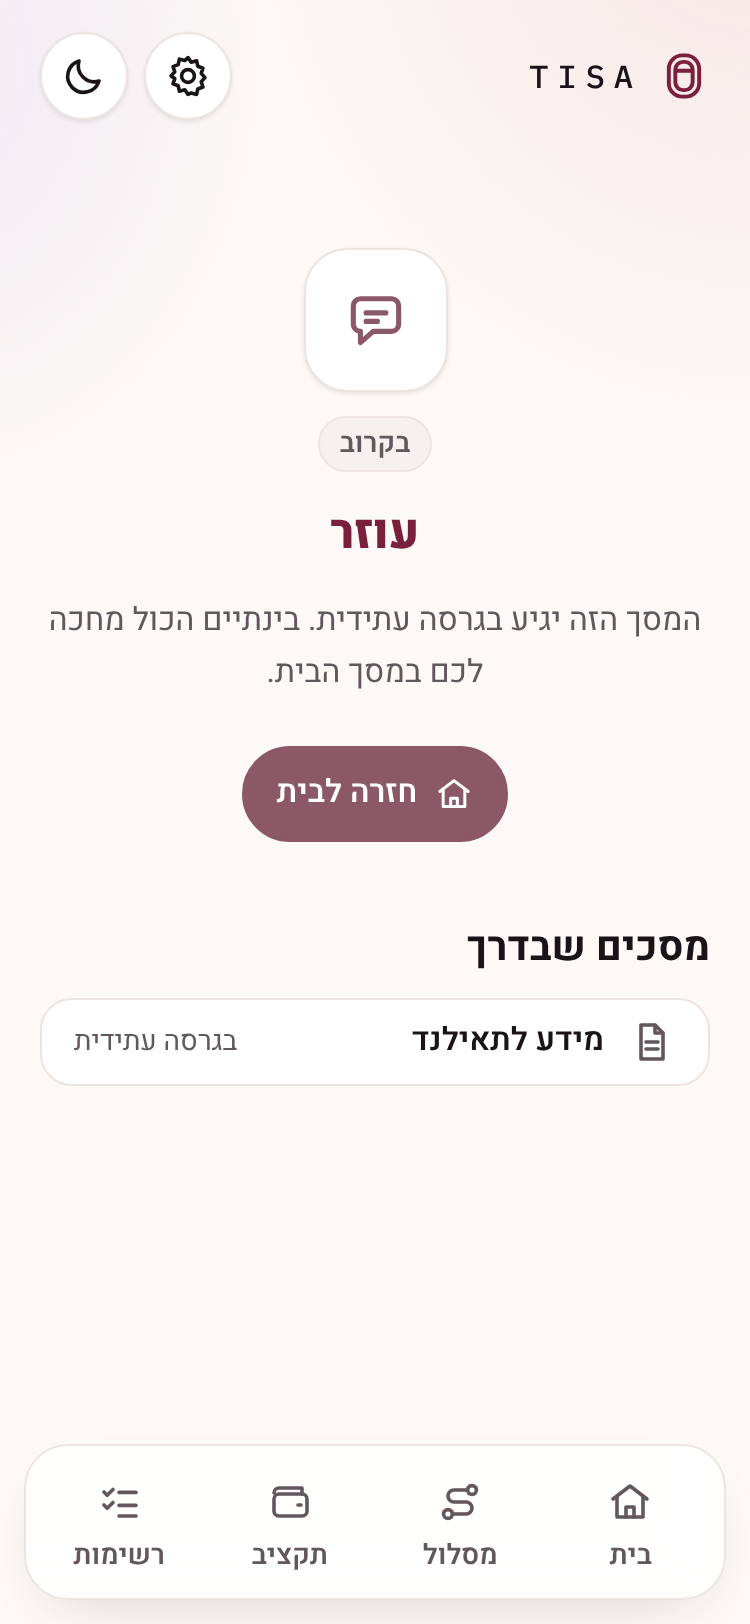 TISA
בקרוב
עוזר
המסך הזה יגיע בגרסה עתידית. בינתיים הכול מחכה
לכם במסך הבית.
חזרה לבית
מסכים שבדרך
מידע לתאילנד
בגרסה עתידית
בית
מסלול
תקציב
רשימות